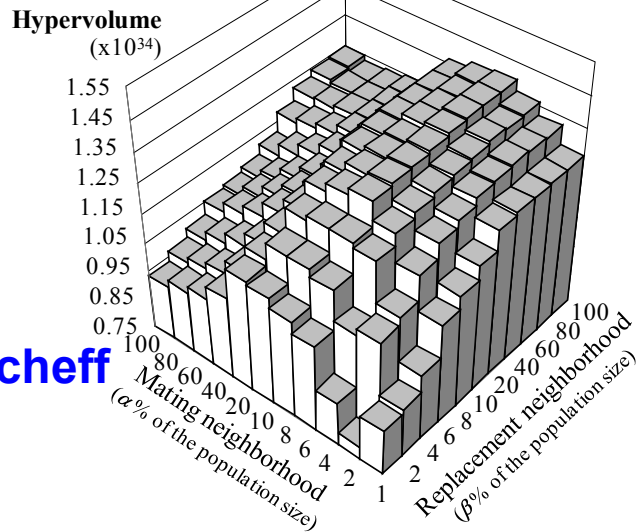 Hypervolume
(x10³⁴)
1.55
1.45
1.35
1.25
1.15
1.05
0.95
0.85
0.75
cheff
100 80 60 40 20 10 8 6 4 2 1
Mating neighborhood
(α% of the population size)
2 4 6 8 10 20 40 60 80 100
Replacement neighborhood
(β% of the population size)